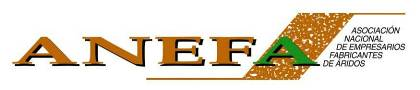 ANEFA
ASOCIACIÓN
NACIONAL
DE EMPRESARIOS
FABRICANTES
DE ÁRIDOS